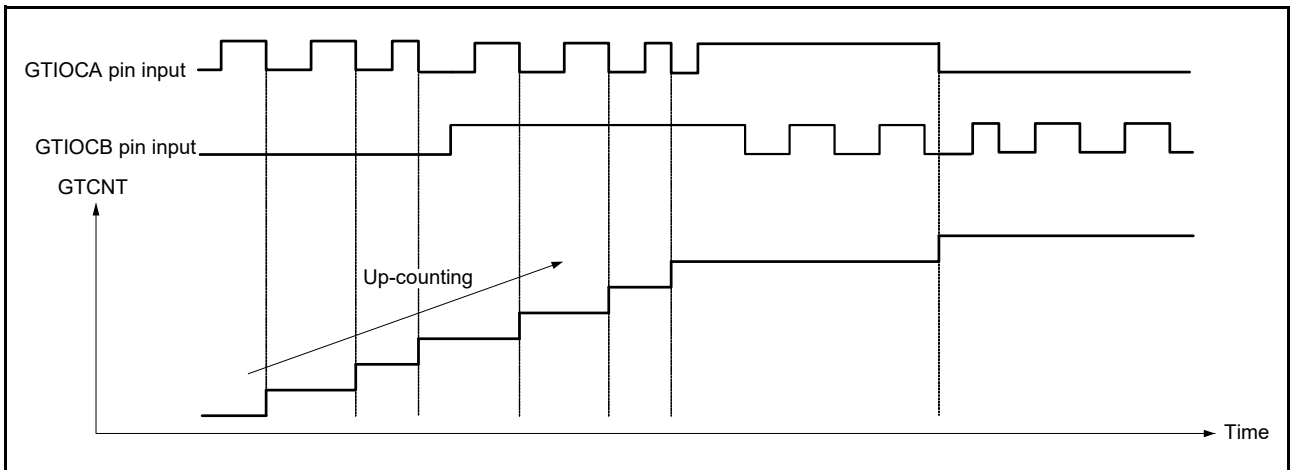 GTIOCA pin input
GTIOCB pin input
GTCNT
Up-counting
Time